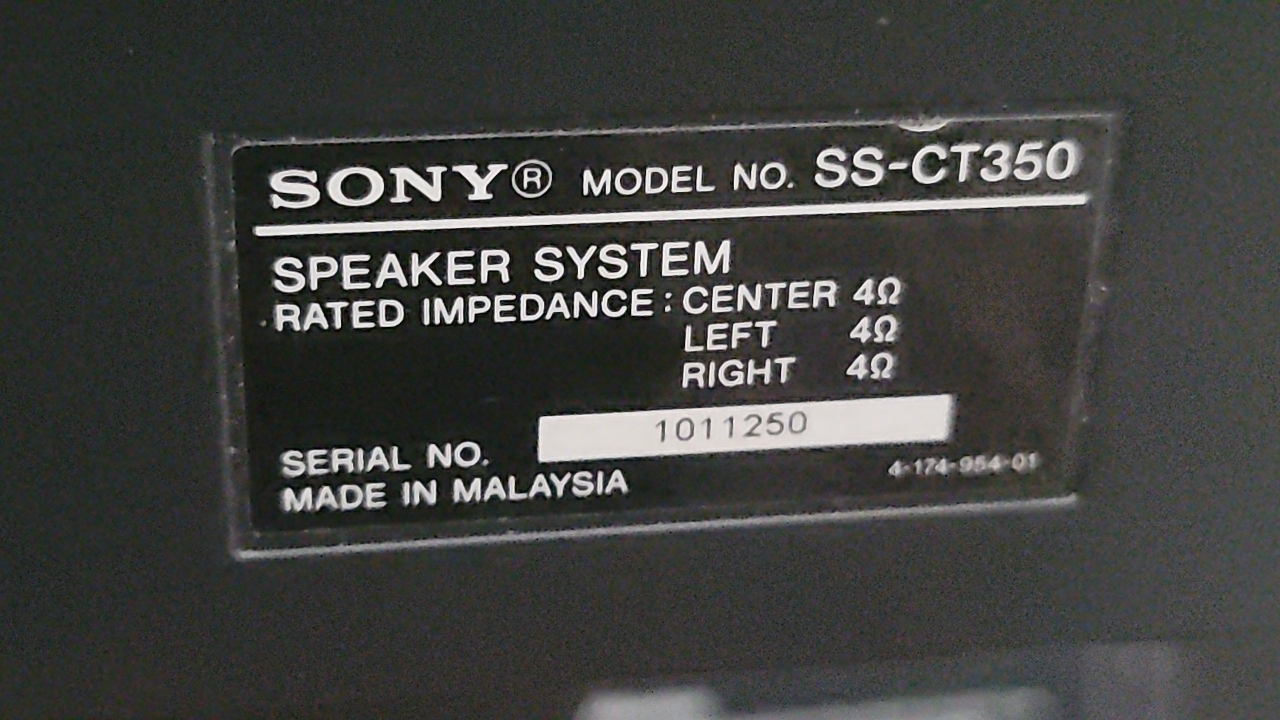 SONY® MODEL NO. SS-CT350
SPEAKER SYSTEM
RATED IMPEDANCE : CENTER 4Ω
LEFT 4Ω
RIGHT 4Ω
SERIAL NO. 1011250
MADE IN MALAYSIA 4-174-954-01